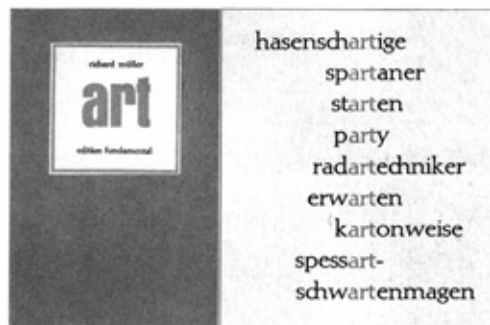 richard müller
art
edition fundamental
hasenschartige
spartaner
starten
party
radartechniker
erwarten
kartonweise
spessart-
schwartenmagen